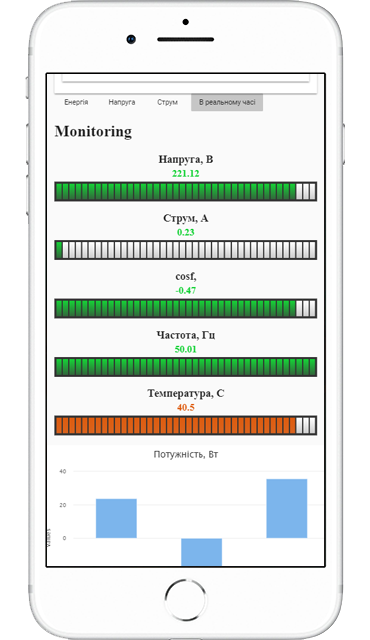 Енергія Напруга Струм В реальному часі
Monitoring
Напруга, В
221.12
Струм, А
0.23
cosf,
-0.47
Частота, Гц
50.01
Температура, С
40.5
Потужність, Вт
40
20
0
Values